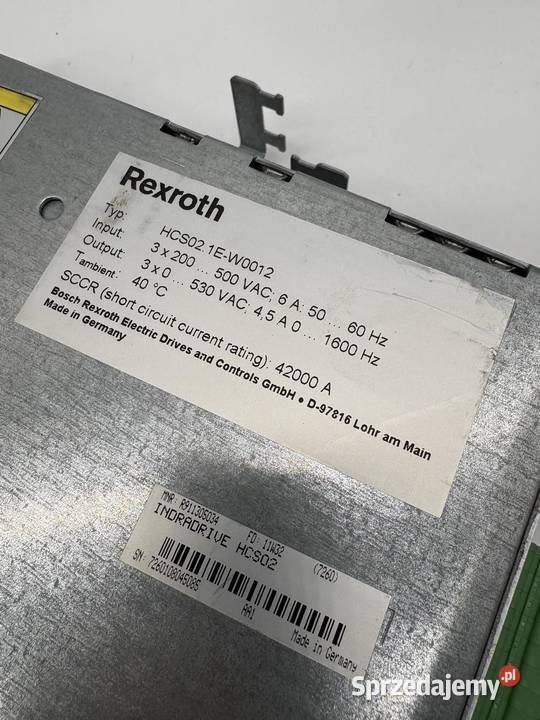 Rexroth
Typ: HCS02.1E-W0012
Input: 3 x 200 ... 500 VAC; 6 A; 50 ... 60 Hz
Output: 3 x 0 ... 530 VAC; 4,5 A 0 ... 1600 Hz
Tambient: 40 °C
SCCR (short circuit current rating): 42000 A
Bosch Rexroth Electric Drives and Controls GmbH • D-97816 Lohr am Main
Made in Germany
MNR: R911305034 FD: 11W32 (7260)
INDRADRIVE HCS02
SN: 7260108045085 AA1 Made in Germany
Sprzedajemy.pl